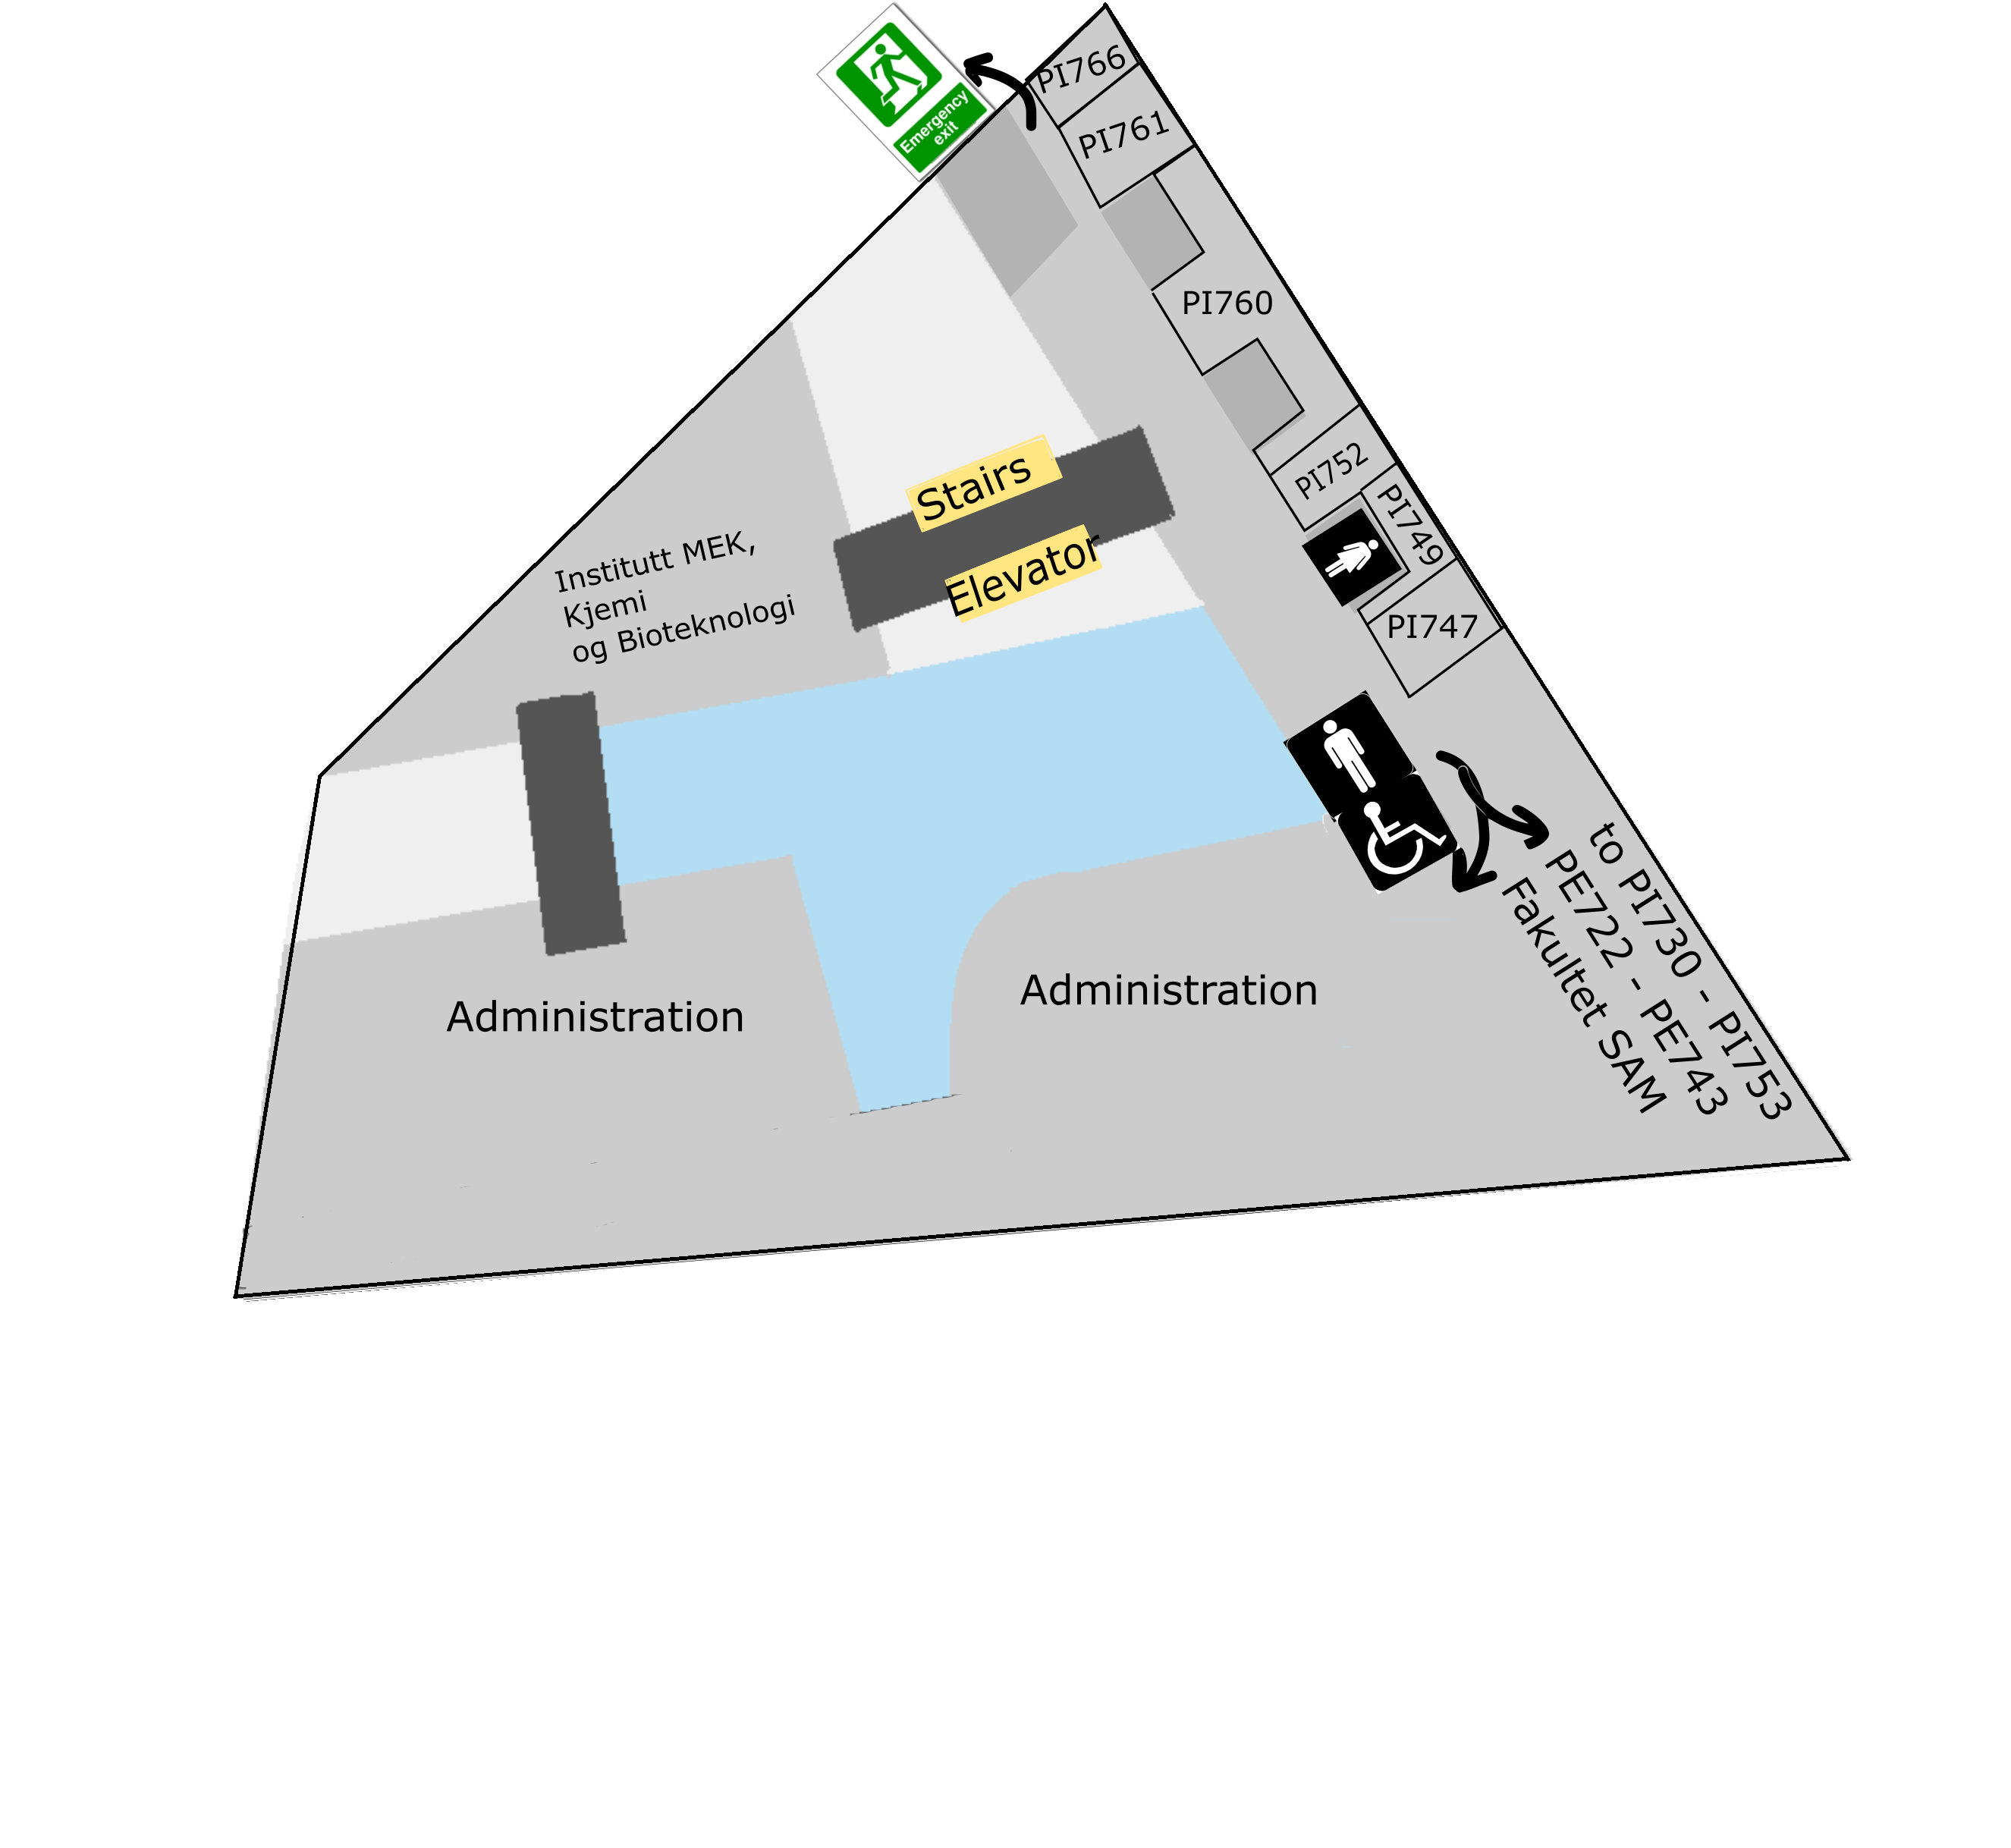 Emergency
exit
PI766
PI761
PI760
PI752
PI749
PI747
Stairs
Elevator
Institutt MEK,
Kjemi
og Bioteknologi
Administration
Administration
to PI730 - PI753
PE722 - PE743
Fakultet SAM